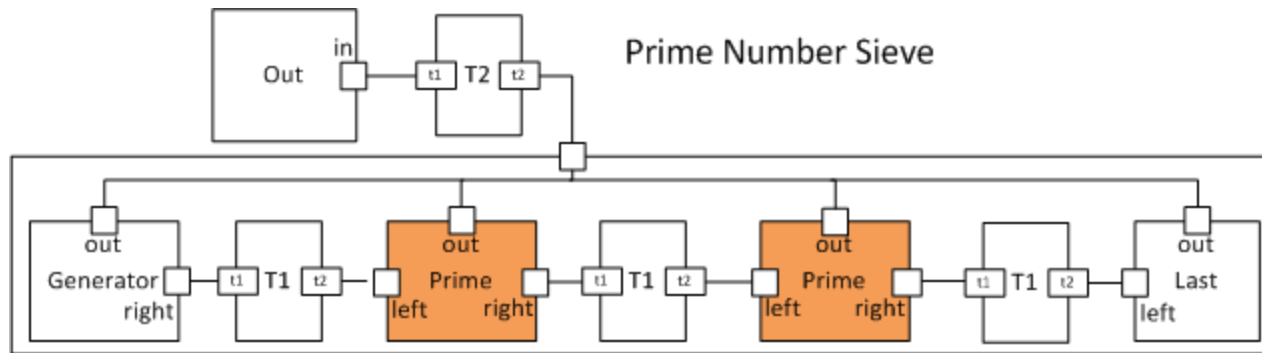 Prime Number Sieve
in
Out
t1 T2 t2
out
out
out
out
Generator
t1 T1 t2
Prime
t1 T1 t2
Prime
t1 T1 t2
Last
right
left
right
left
right
left